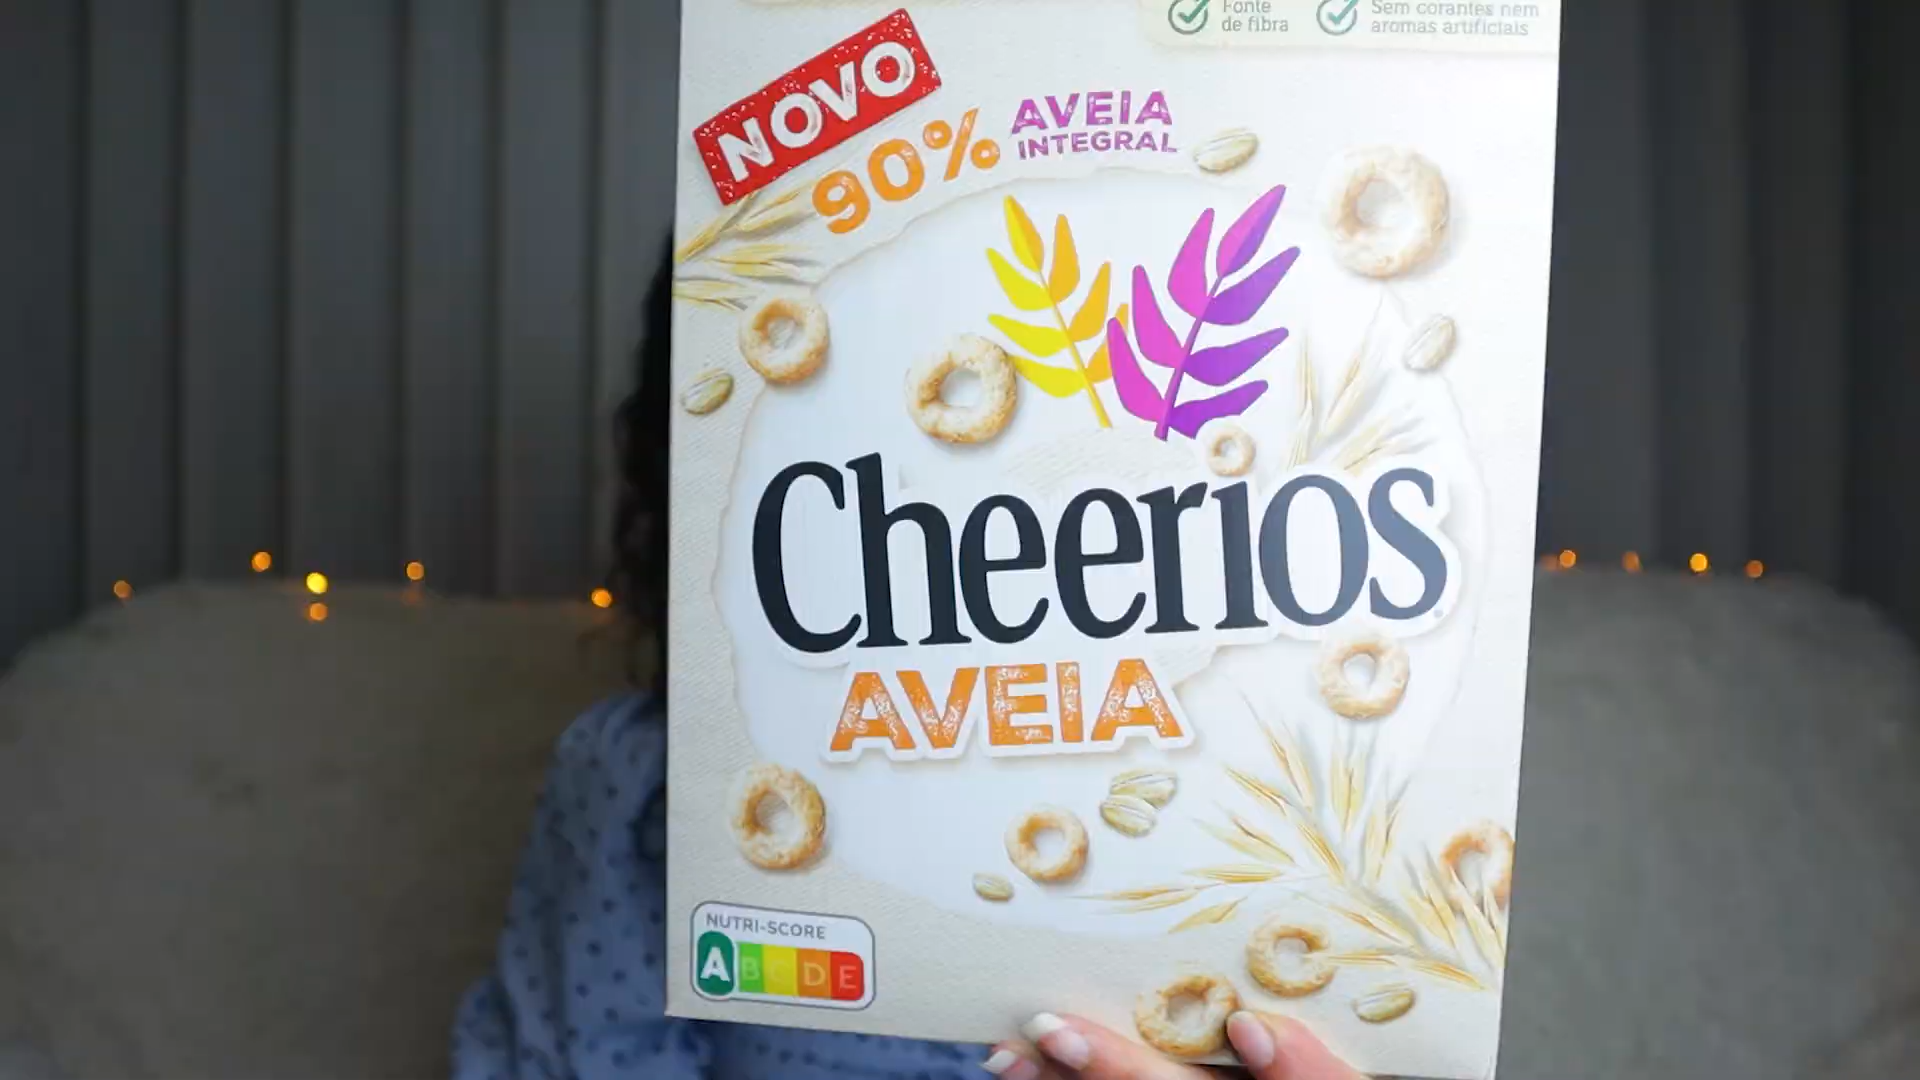 Fonte
de fibra
Sem corantes nem
aromas artificiais
NOVO
90% AVEIA
INTEGRAL
Cheerios
AVEIA
NUTRI-SCORE
A B C D E